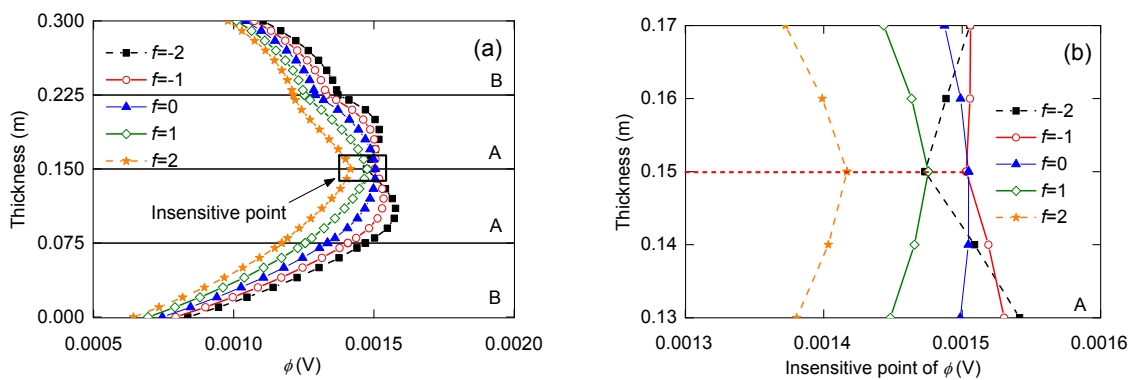 0.300
0.225
0.150
0.075
0.000
Thickness (m)
(a)
f=-2
f=-1
f=0
f=1
f=2
B
A
A
B
Insensitive point
0.0005 0.0010 0.0015 0.0020
ϕ (V)
0.17
0.16
0.15
0.14
0.13
Thickness (m)
(b)
f=-2
f=-1
f=0
f=1
f=2
A
0.0013 0.0014 0.0015 0.0016
Insensitive point of ϕ (V)